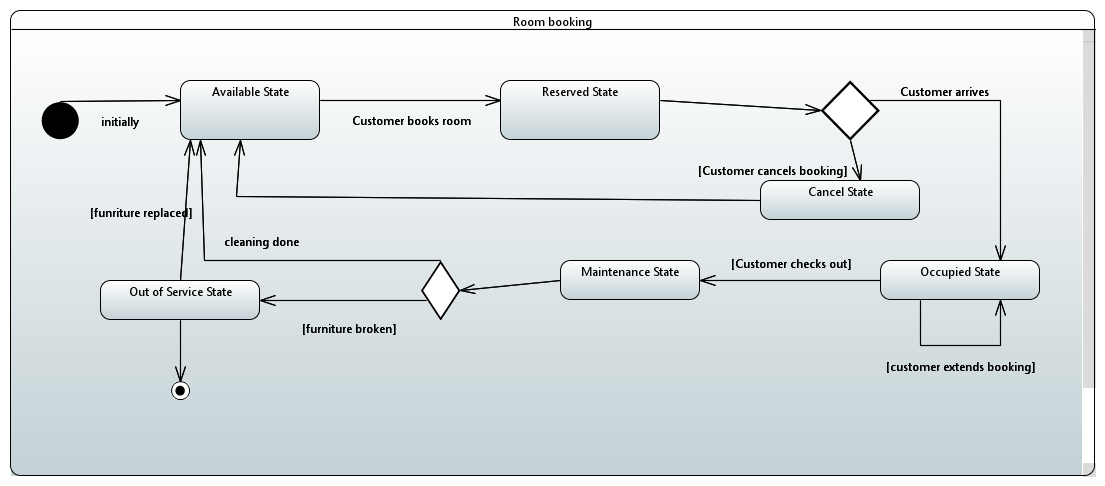 Room booking
Available State
Reserved State
Customer arrives
initially
Customer books room
[Customer cancels booking]
Cancel State
[funriture replaced]
cleaning done
[Customer checks out]
Maintenance State
Occupied State
Out of Service State
[furniture broken]
[customer extends booking]